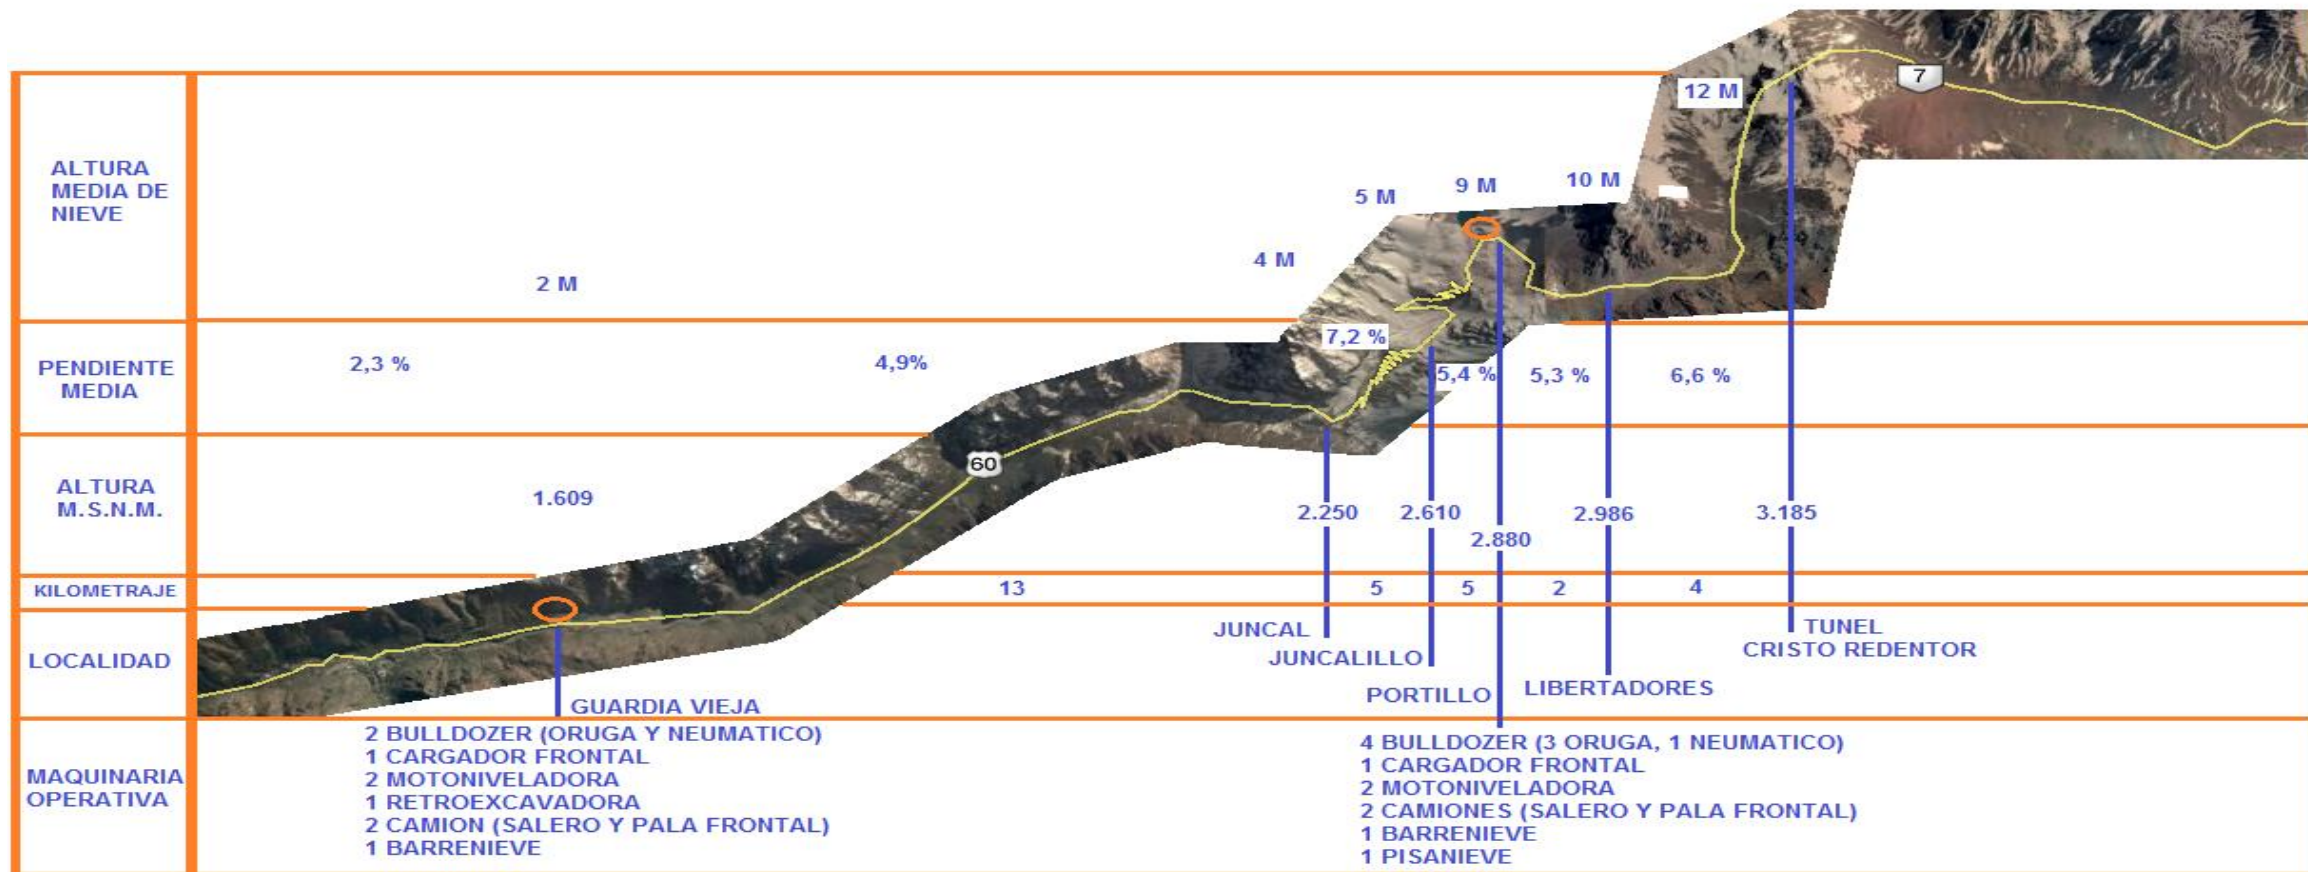 12 M
7
ALTURA
MEDIA DE
NIEVE
5 M
9 M
10 M
4 M
2 M
7,2 %
PENDIENTE
MEDIA
2,3 %
4,9%
5,4 %
5,3 %
6,6 %
60
ALTURA
M.S.N.M.
1.609
2.250
2.610
2.880
2.986
3.185
KILOMETRAJE
13
5
5
2
4
LOCALIDAD
GUARDIA VIEJA
JUNCAL
JUNCALILLO
PORTILLO
LIBERTADORES
TUNEL
CRISTO REDENTOR
MAQUINARIA
OPERATIVA
2 BULLDOZER (ORUGA Y NEUMATICO)
1 CARGADOR FRONTAL
2 MOTONIVELADORA
1 RETROEXCAVADORA
2 CAMION (SALERO Y PALA FRONTAL)
1 BARRENIEVE
4 BULLDOZER (3 ORUGA, 1 NEUMATICO)
1 CARGADOR FRONTAL
2 MOTONIVELADORA
2 CAMIONES (SALERO Y PALA FRONTAL)
1 BARRENIEVE
1 PISANIEVE